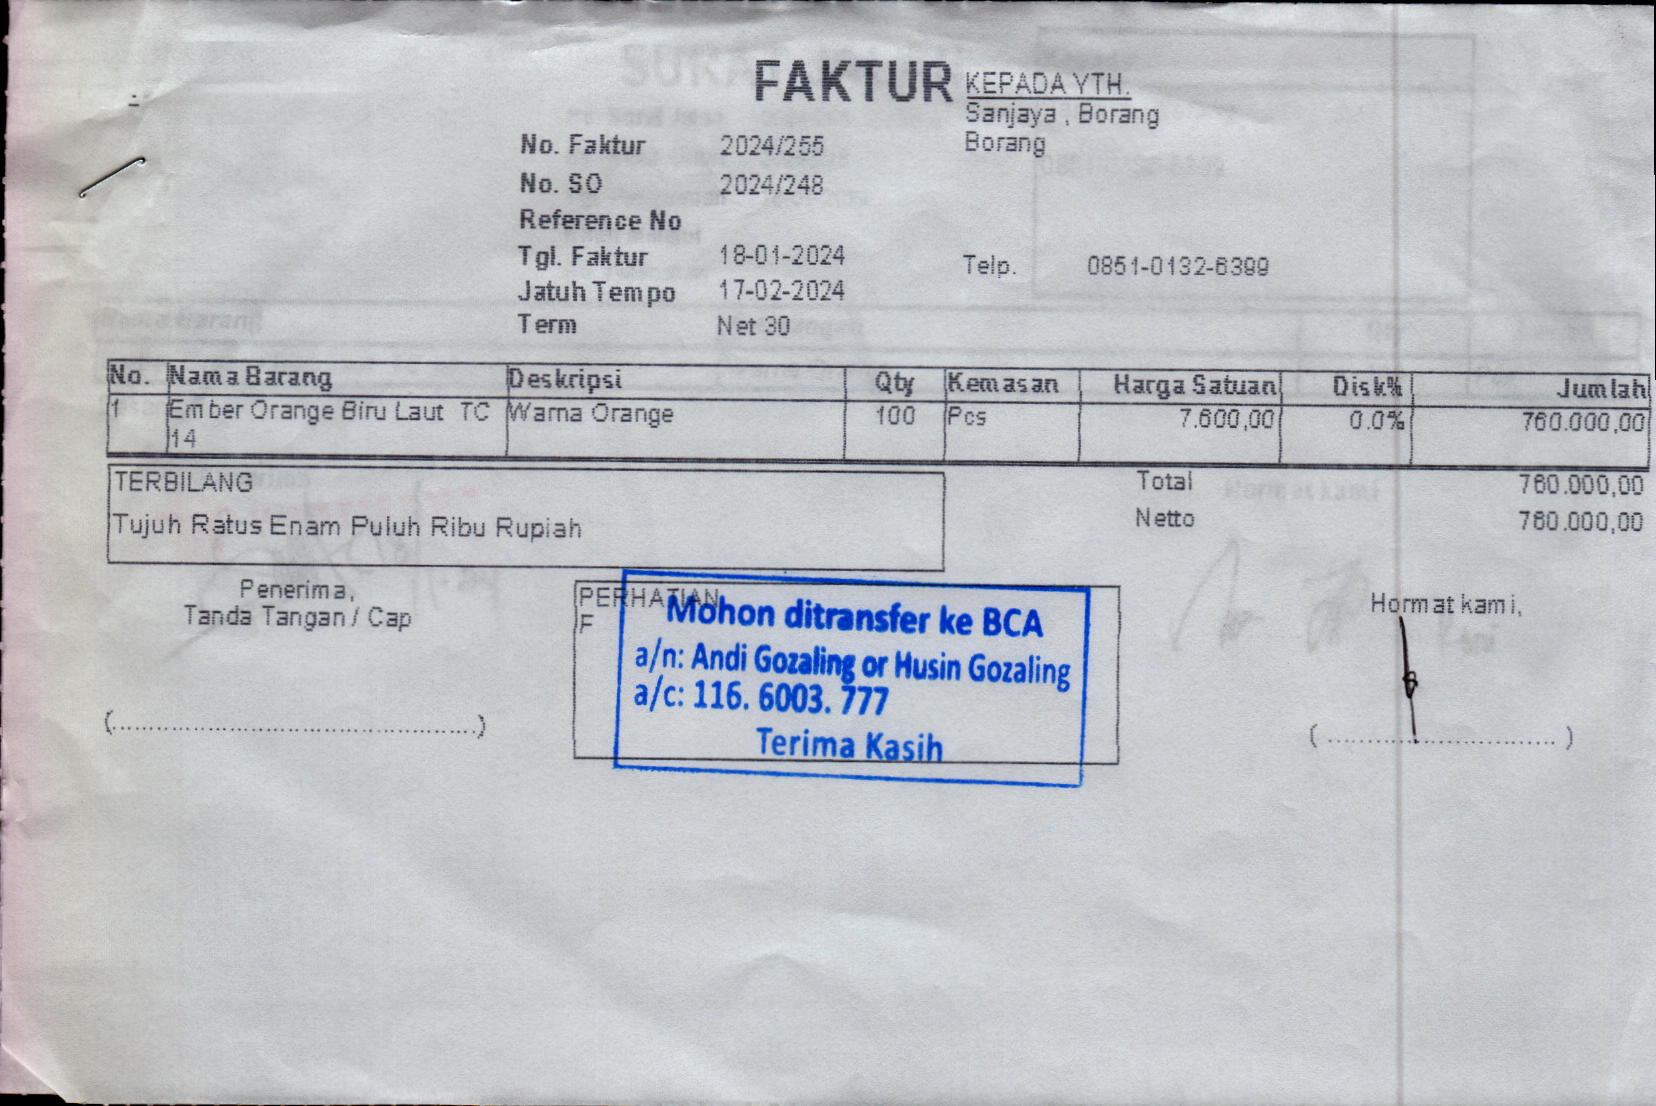 FAKTUR
KEPADA YTH.
Sanjaya , Borang
Borang
No. Faktur 2024/255
No. SO 2024/248
Reference No
Tgl. Faktur 18-01-2024
Telp. 0851-0132-6399
Jatuh Tempo 17-02-2024
Term Net 30
No. Nama Barang Deskripsi Qty Kemasan Harga Satuan Disk% Jumlah
1 Ember Orange Biru Laut TC Warna Orange 100 Pcs 7.600,00 0.0% 760.000,00
14
TERBILANG
Tujuh Ratus Enam Puluh Ribu Rupiah
Total 760.000,00
Netto 760.000,00
Penerima,
Tanda Tangan / Cap
(................................................)
PERHATIAN
F
Mohon ditransfer ke BCA
a/n: Andi Gozaling or Husin Gozaling
a/c: 116. 6003. 777
Terima Kasih
Hormat kami,
(..............................)